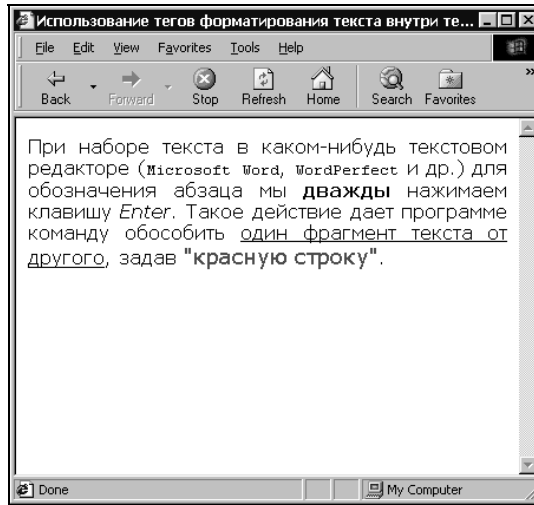 Использование тегов форматирования текста внутри те...
File Edit View Favorites Tools Help
Back Forward Stop Refresh Home Search Favorites »
При наборе текста в каком-нибудь текстовом
редакторе (Microsoft Word, WordPerfect и др.) для
обозначения абзаца мы дважды нажимаем
клавишу Enter. Такое действие дает программе
команду обособить один фрагмент текста от
другого, задав "красную строку".
Done My Computer